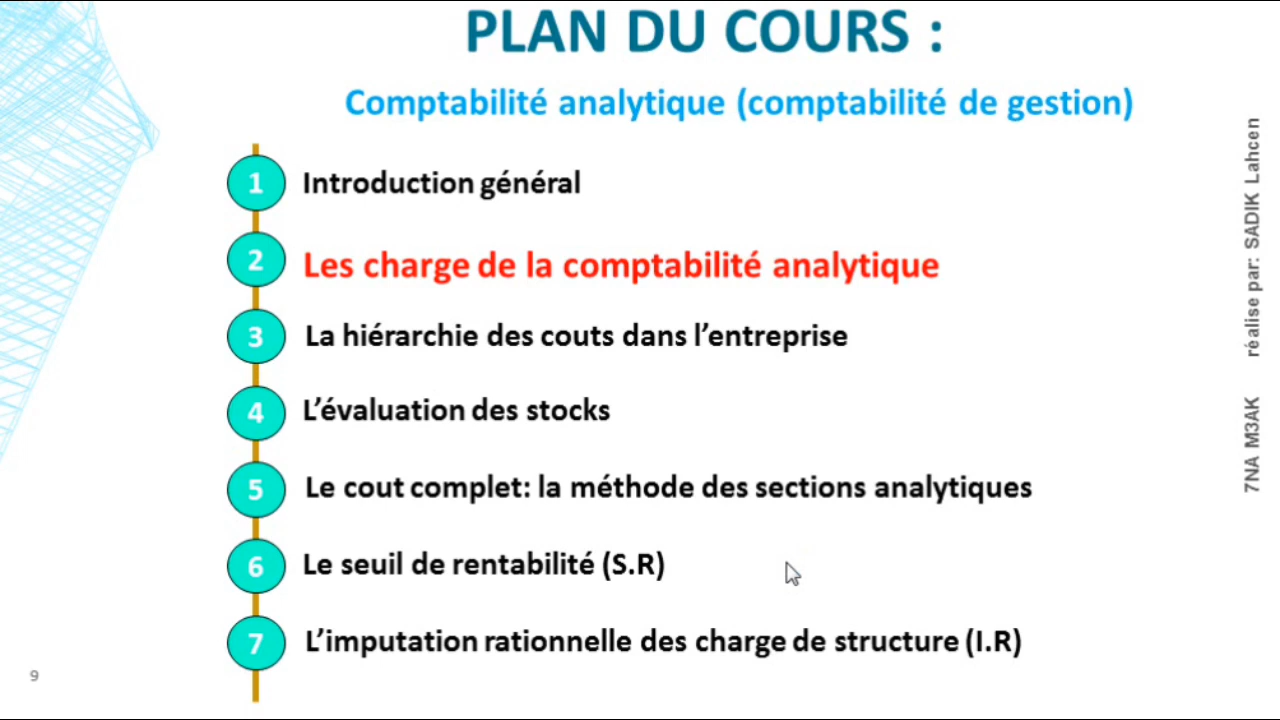 PLAN DU COURS :
Comptabilité analytique (comptabilité de gestion)
1 Introduction général
2 Les charge de la comptabilité analytique
3 La hiérarchie des couts dans l’entreprise
4 L’évaluation des stocks
5 Le cout complet: la méthode des sections analytiques
6 Le seuil de rentabilité (S.R)
7 L’imputation rationnelle des charge de structure (I.R)
9
7NA M3AK réalise par: SADIK Lahcen